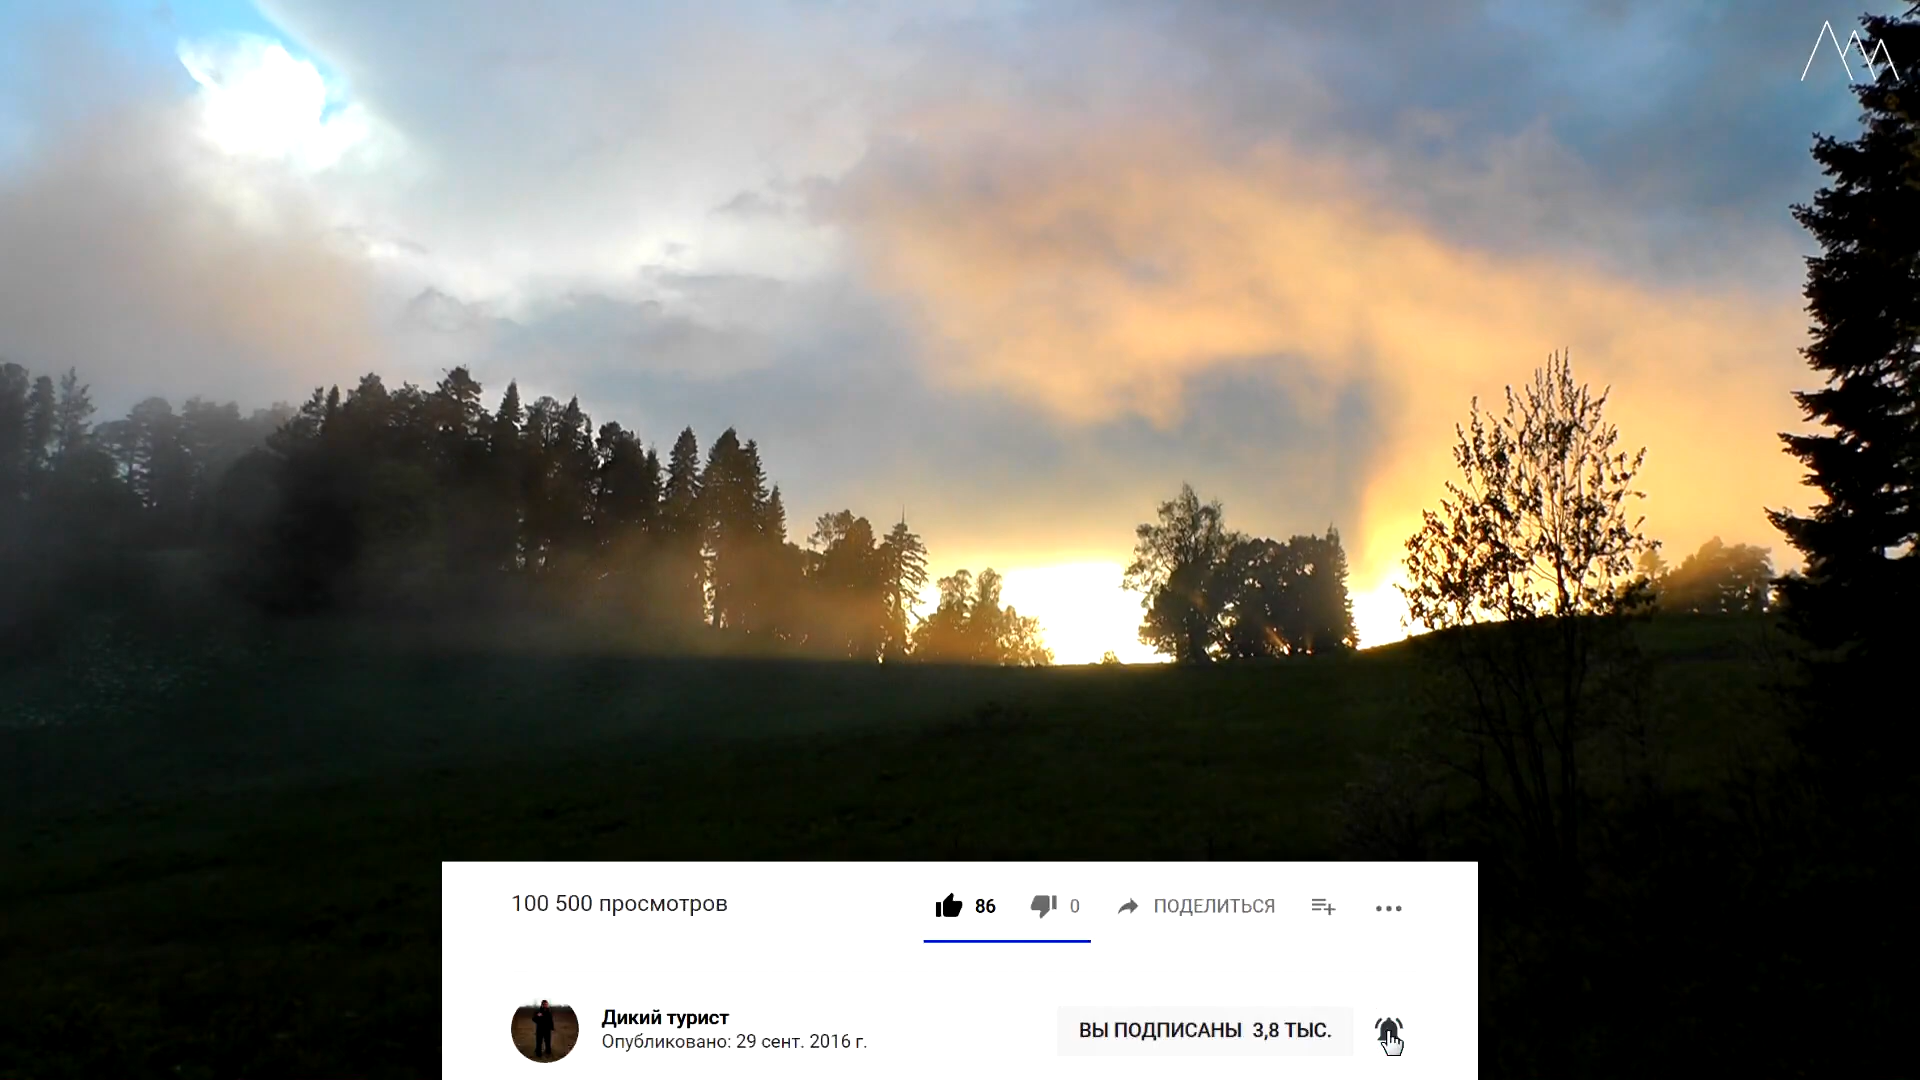 100 500 просмотров
86
0
ПОДЕЛИТЬСЯ
Дикий турист
Опубликовано: 29 сент. 2016 г.
ВЫ ПОДПИСАНЫ 3,8 ТЫС.